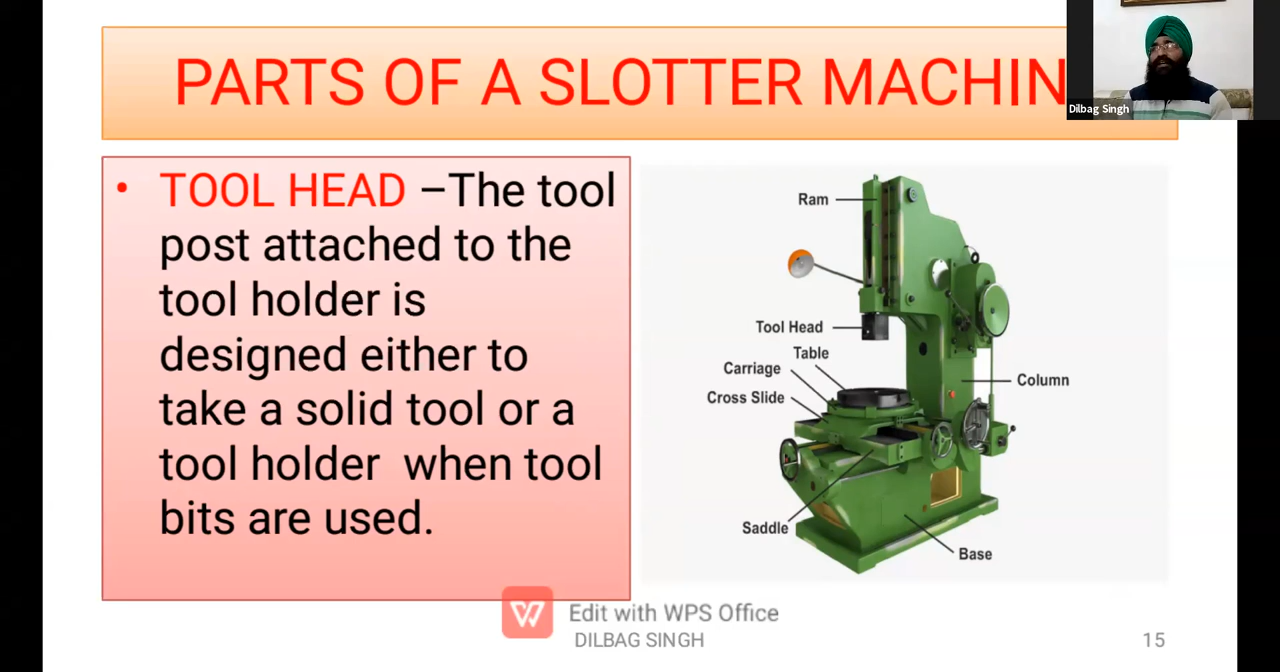 PARTS OF A SLOTTER MACHIN
Dilbag Singh
• TOOL HEAD –The tool
post attached to the
tool holder is
designed either to
take a solid tool or a
tool holder when tool
bits are used.
Ram
Tool Head
Table
Carriage
Cross Slide
Column
Saddle
Base
Edit with WPS Office
DILBAG SINGH
15